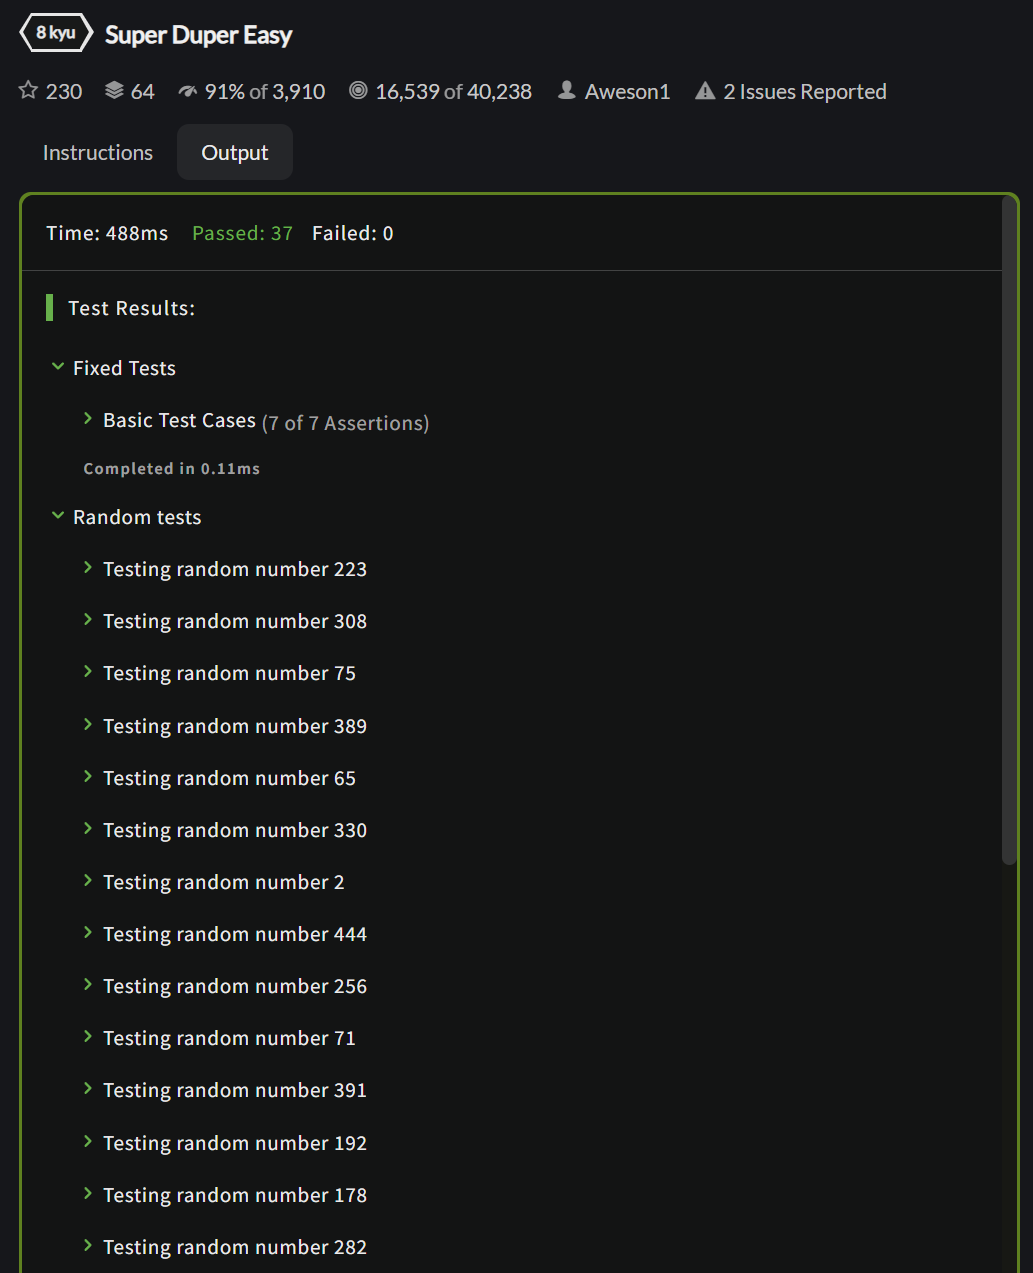 8 kyu Super Duper Easy
230 64 91% of 3,910 16,539 of 40,238 Aweson1 2 Issues Reported
Instructions Output
Time: 488ms Passed: 37 Failed: 0
Test Results:
Fixed Tests
Basic Test Cases (7 of 7 Assertions)
Completed in 0.11ms
Random tests
Testing random number 223
Testing random number 308
Testing random number 75
Testing random number 389
Testing random number 65
Testing random number 330
Testing random number 2
Testing random number 444
Testing random number 256
Testing random number 71
Testing random number 391
Testing random number 192
Testing random number 178
Testing random number 282